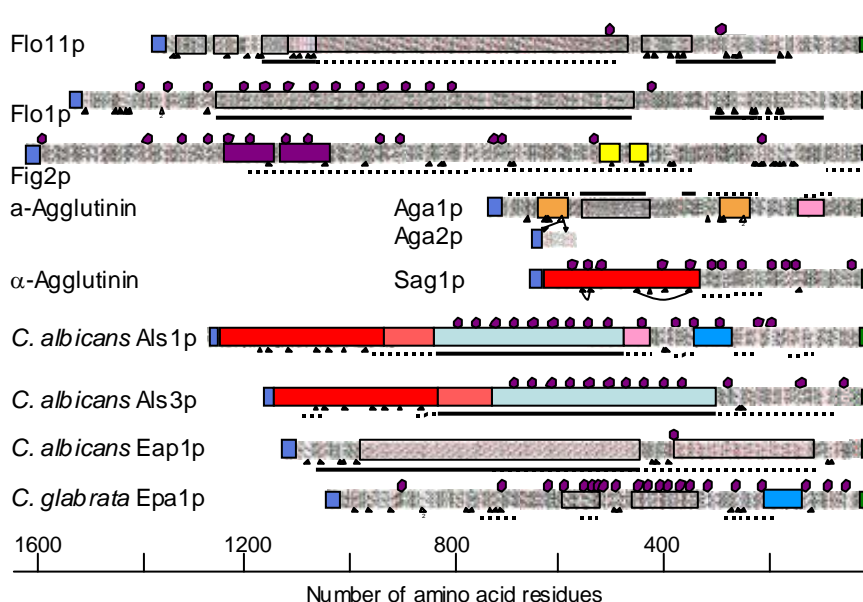 Flo11p
Flo1p
Fig2p
a-Agglutinin Aga1p
Aga2p
α-Agglutinin Sag1p
C. albicans Als1p
C. albicans Als3p
C. albicans Eap1p
C. glabrata Epa1p
1600 1200 800 400
Number of amino acid residues